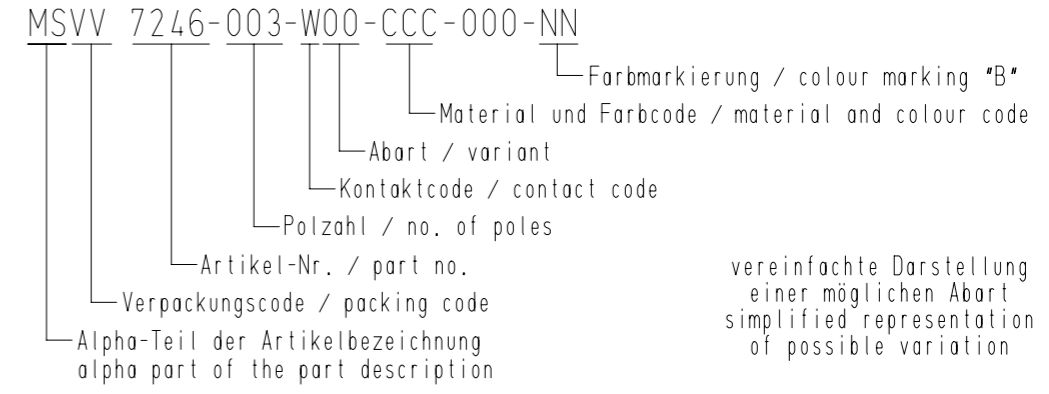 MSVV 7246-003-W00-CCC-000-NN
Farbmarkierung / colour marking "B"
Material und Farbcode / material and colour code
Abart / variant
Kontaktcode / contact code
Polzahl / no. of poles
Artikel-Nr. / part no.
Verpackungscode / packing code
Alpha-Teil der Artikelbezeichnung
alpha part of the part description
vereinfachte Darstellung
einer möglichen Abart
simplified representation
of possible variation